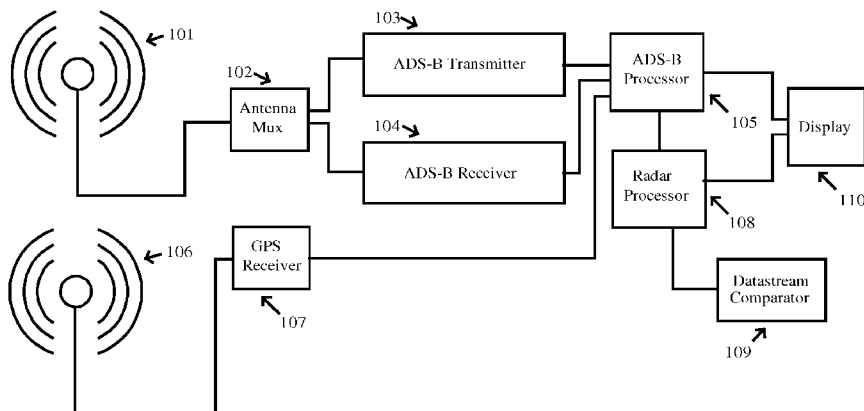 101
102
Antenna
Mux
103
ADS-B Transmitter
104
ADS-B Receiver
ADS-B
Processor
105
Display
110
Radar
Processor
108
106
GPS
Receiver
107
Datastream
Comparator
109